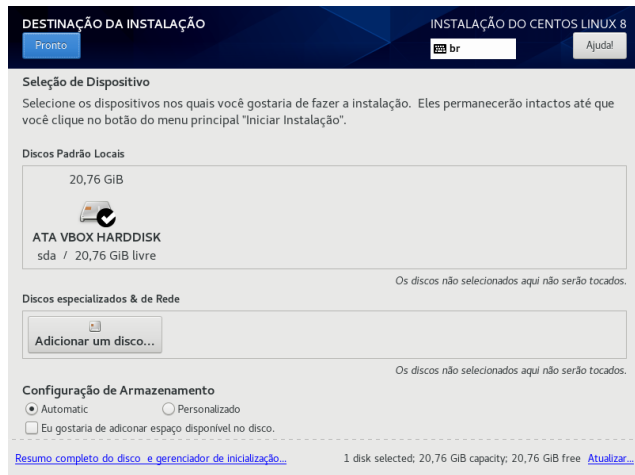 DESTINAÇÃO DA INSTALAÇÃO
INSTALAÇÃO DO CENTOS LINUX 8
Pronto
br
Ajuda!
Seleção de Dispositivo
Selecione os dispositivos nos quais você gostaria de fazer a instalação. Eles permanecerão intactos até que
você clique no botão do menu principal "Iniciar Instalação".
Discos Padrão Locais
20,76 GiB
ATA VBOX HARDDISK
sda / 20,76 GiB livre
Os discos não selecionados aqui não serão tocados.
Discos especializados & de Rede
Adicionar um disco...
Os discos não selecionados aqui não serão tocados.
Configuração de Armazenamento
Automatic
Personalizado
Eu gostaria de adiconar espaço disponível no disco.
Resumo completo do disco e gerenciador de inicialização...
1 disk selected; 20,76 GiB capacity; 20,76 GiB free
Atualizar...